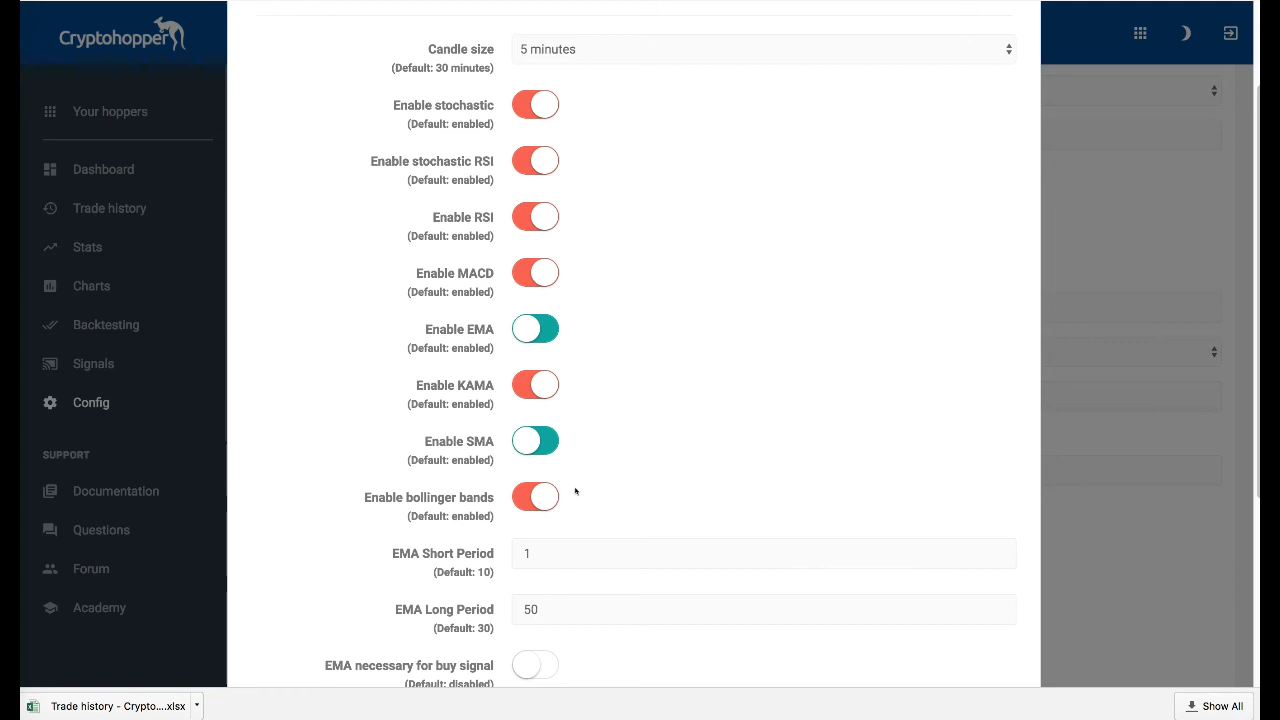 Cryptohopper
Your hoppers
Dashboard
Trade history
Stats
Charts
Backtesting
Signals
Config
SUPPORT
Documentation
Questions
Forum
Academy
Candle size
(Default: 30 minutes)
5 minutes
Enable stochastic
(Default: enabled)
Enable stochastic RSI
(Default: enabled)
Enable RSI
(Default: enabled)
Enable MACD
(Default: enabled)
Enable EMA
(Default: enabled)
Enable KAMA
(Default: enabled)
Enable SMA
(Default: enabled)
Enable bollinger bands
(Default: enabled)
EMA Short Period
(Default: 10)
1
EMA Long Period
(Default: 30)
50
EMA necessary for buy signal
(Default: disabled)
Trade history - Crypto....xlsx
Show All